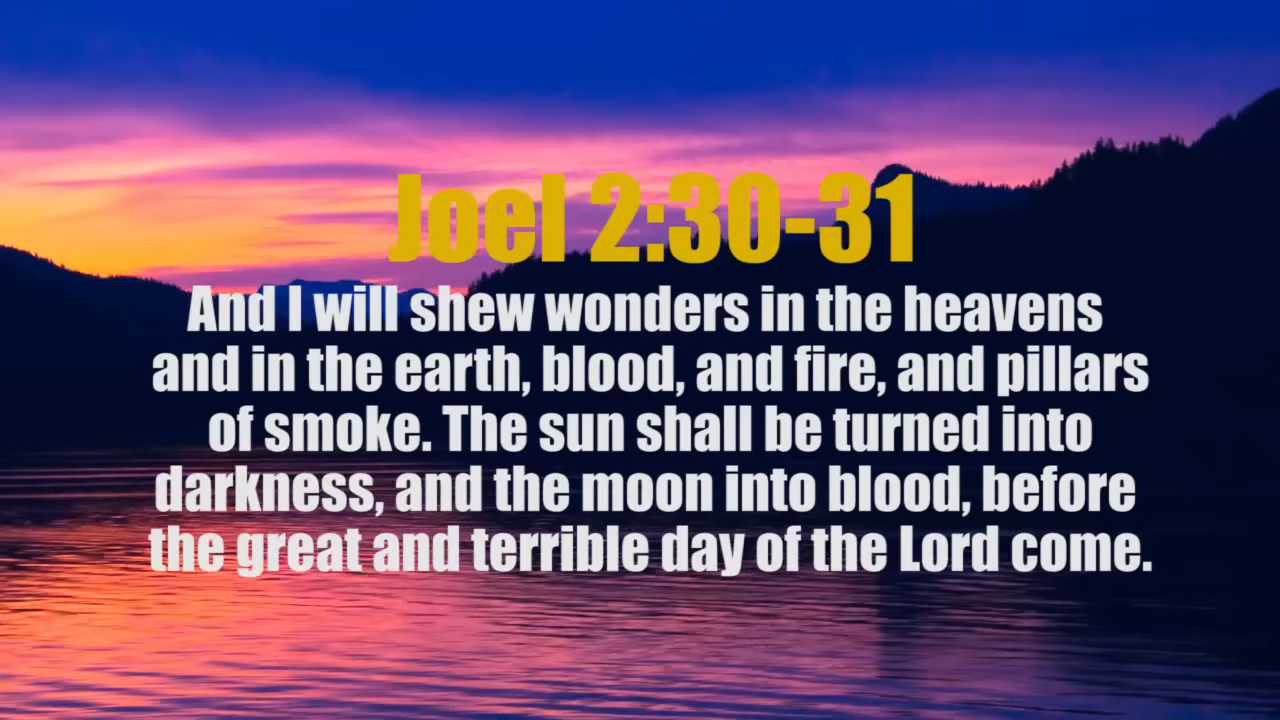 Joel 2:30-31
And I will shew wonders in the heavens
and in the earth, blood, and fire, and pillars
of smoke. The sun shall be turned into
darkness, and the moon into blood, before
the great and terrible day of the Lord come.